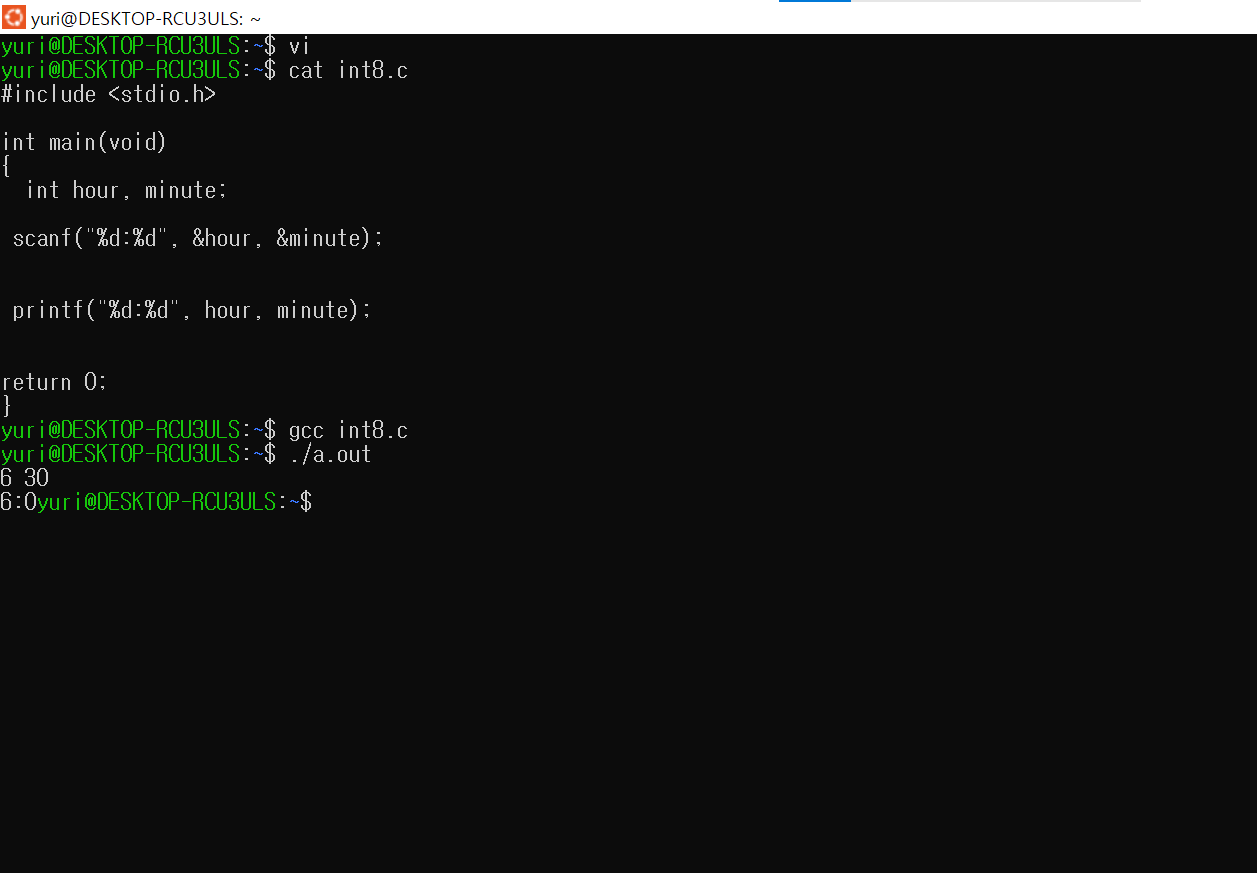 yuri@DESKTOP-RCU3ULS: ~
yuri@DESKTOP-RCU3ULS:~$ vi
yuri@DESKTOP-RCU3ULS:~$ cat int8.c
#include <stdio.h>
int main(void)
{
int hour, minute;
scanf("%d:%d", &hour, &minute);
printf("%d:%d", hour, minute);
return 0;
}
yuri@DESKTOP-RCU3ULS:~$ gcc int8.c
yuri@DESKTOP-RCU3ULS:~$ ./a.out
6 30
6:0yuri@DESKTOP-RCU3ULS:~$